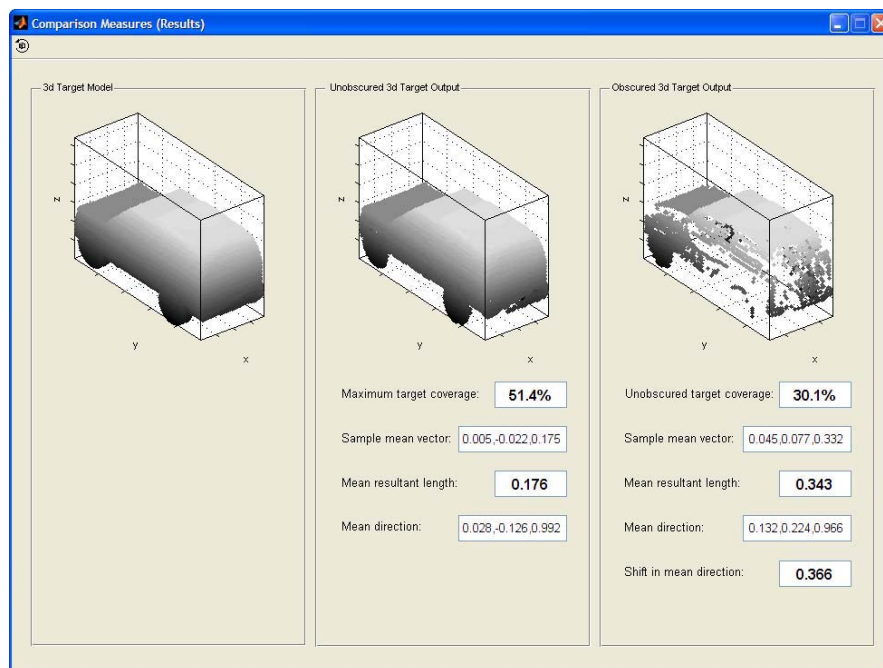 Comparison Measures (Results)
3d Target Model
z
y
x
Unobscured 3d Target Output
z
y
x
Maximum target coverage: 51.4%
Sample mean vector: 0.005,-0.022,0.175
Mean resultant length: 0.176
Mean direction: 0.028,-0.126,0.992
Obscured 3d Target Output
z
y
x
Unobscured target coverage: 30.1%
Sample mean vector: 0.045,0.077,0.332
Mean resultant length: 0.343
Mean direction: 0.132,0.224,0.966
Shift in mean direction: 0.366